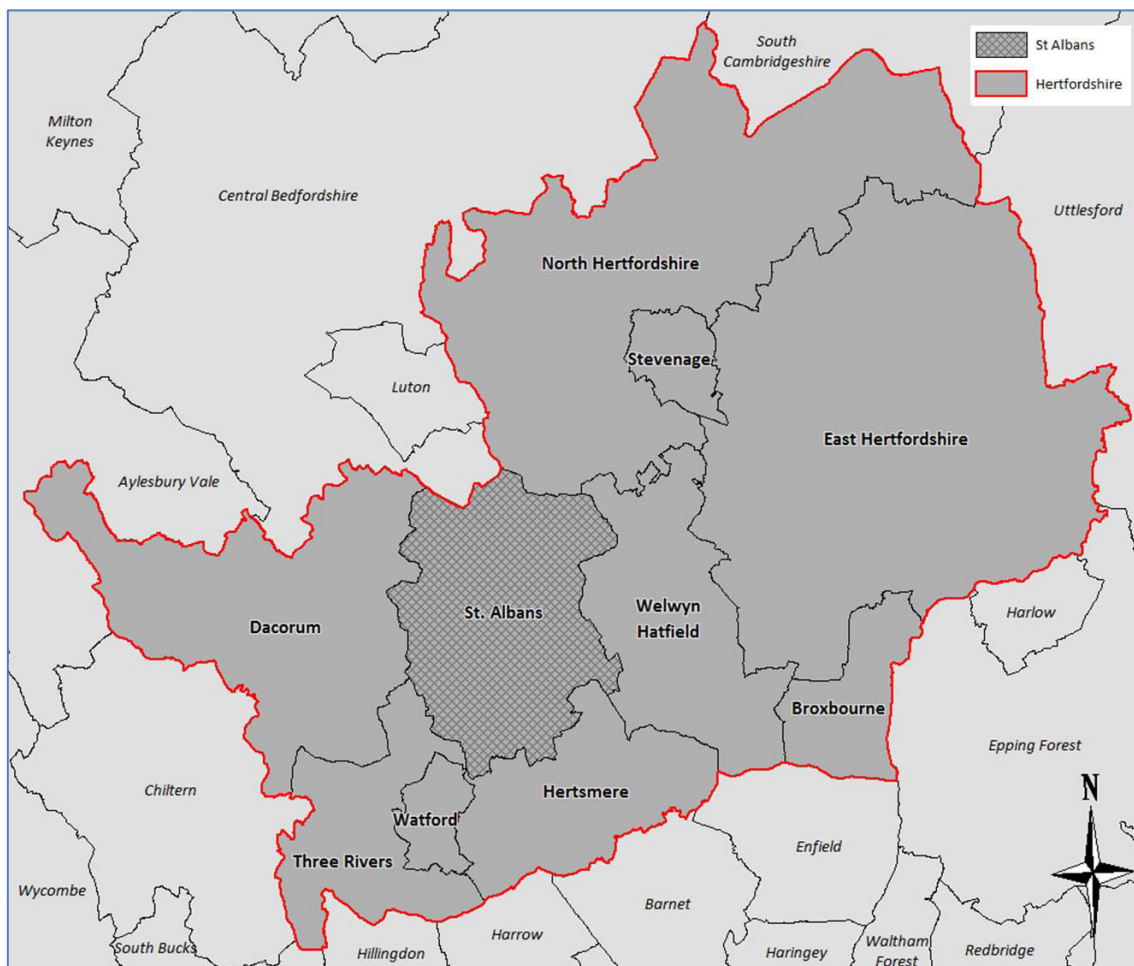 South
Cambridgeshire
St Albans
Hertfordshire
Milton
Keynes
Central Bedfordshire
Uttlesford
North Hertfordshire
Stevenage
Luton
East Hertfordshire
Aylesbury Vale
Dacorum
St. Albans
Welwyn
Hatfield
Harlow
Broxbourne
Epping Forest
Chiltern
Hertsmere
N
Watford
Enfield
Three Rivers
Wycombe
Barnet
South Bucks
Hillingdon
Harrow
Haringey
Waltham
Forest
Redbridge